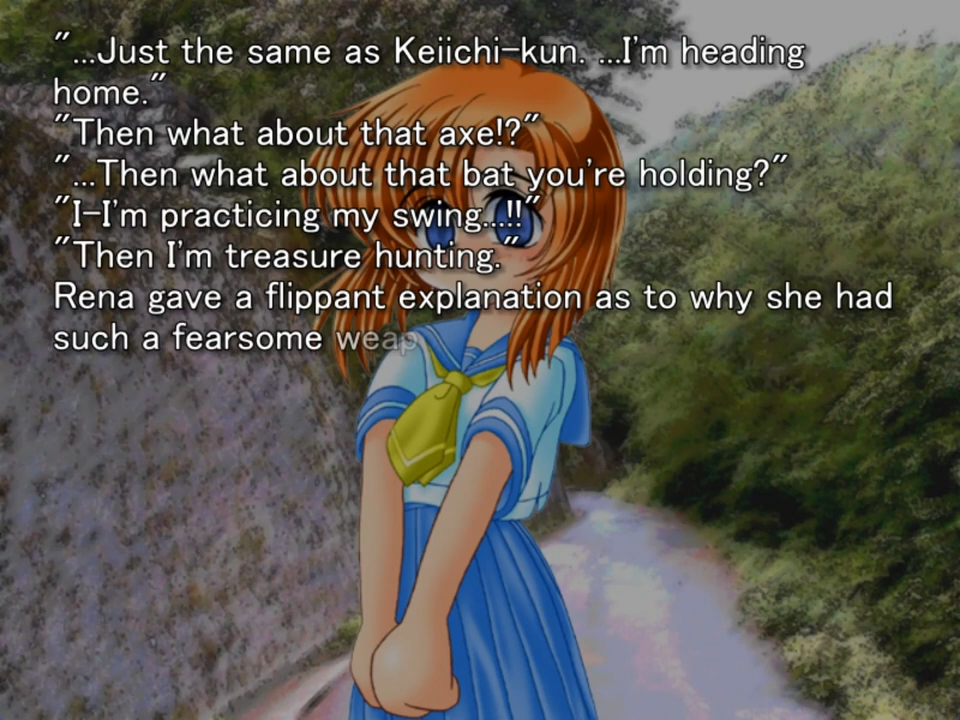 "...Just the same as Keiichi-kun. ...I'm heading
home."
"Then what about that axe!?"
"...Then what about that bat you're holding?"
"I-I'm practicing my swing...!!"
"Then I'm treasure hunting."
Rena gave a flippant explanation as to why she had
such a fearsome weap